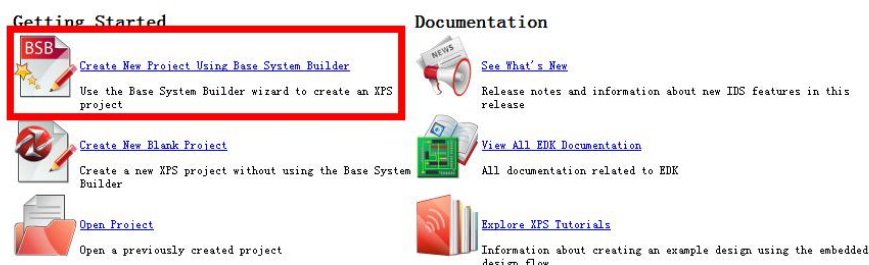 Getting Started
BSB
Create New Project Using Base System Builder
Use the Base System Builder wizard to create an XPS
project
Create New Blank Project
Create a new XPS project without using the Base System
Builder
Open Project
Open a previously created project
Documentation
NEWS
See What's New
Release notes and information about new IDS features in this
release
View All EDK Documentation
All documentation related to EDK
Explore XPS Tutorials
Information about creating an example design using the embedded
design flow